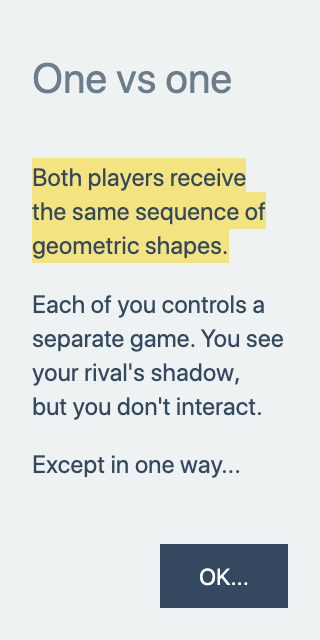 One vs one
Both players receive
the same sequence of
geometric shapes.
Each of you controls a
separate game. You see
your rival's shadow,
but you don't interact.
Except in one way...
OK...